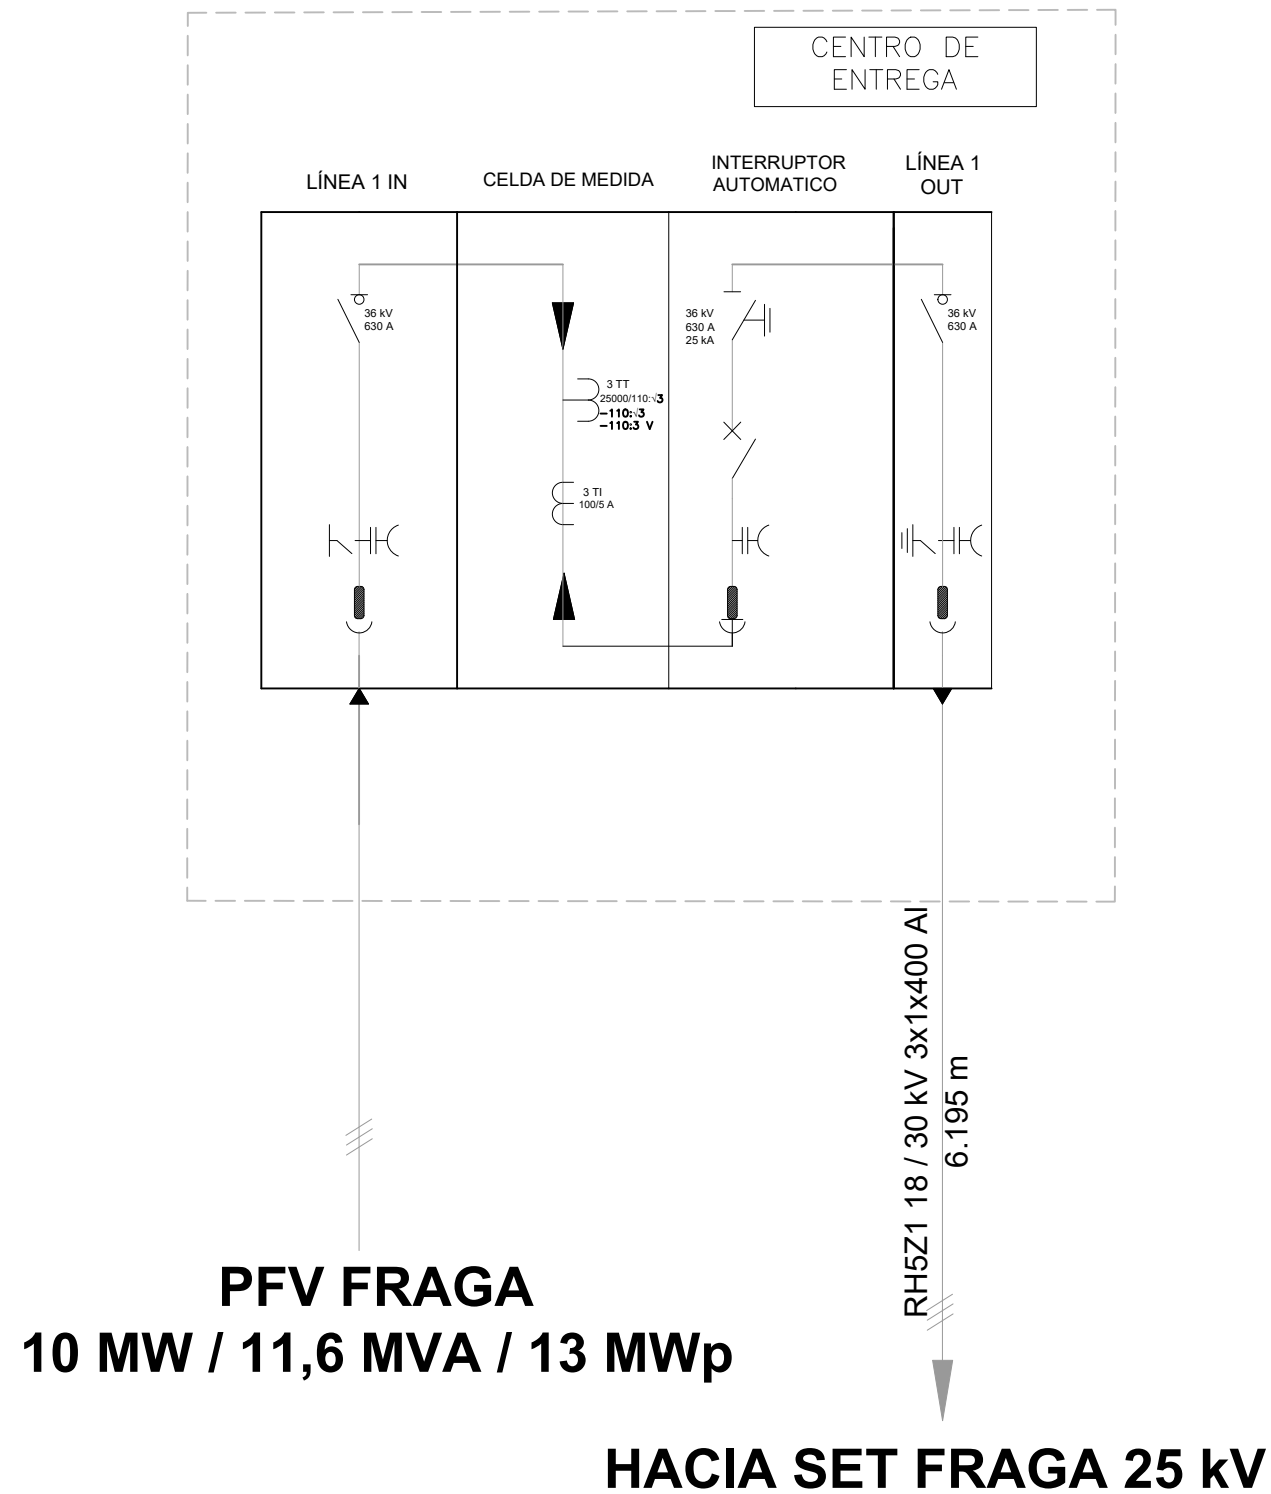 CENTRO DE
ENTREGA
LÍNEA 1 IN
CELDA DE MEDIDA
INTERRUPTOR
AUTOMATICO
LÍNEA 1
OUT
36 kV
630 A
3 TT
25000/110:√3
–110:√3
–110:3 V
3 TI
100/5 A
36 kV
630 A
25 kA
36 kV
630 A
RH5Z1 18 / 30 kV 3x1x400 Al
6.195 m
PFV FRAGA
10 MW / 11,6 MVA / 13 MWp
HACIA SET FRAGA 25 kV